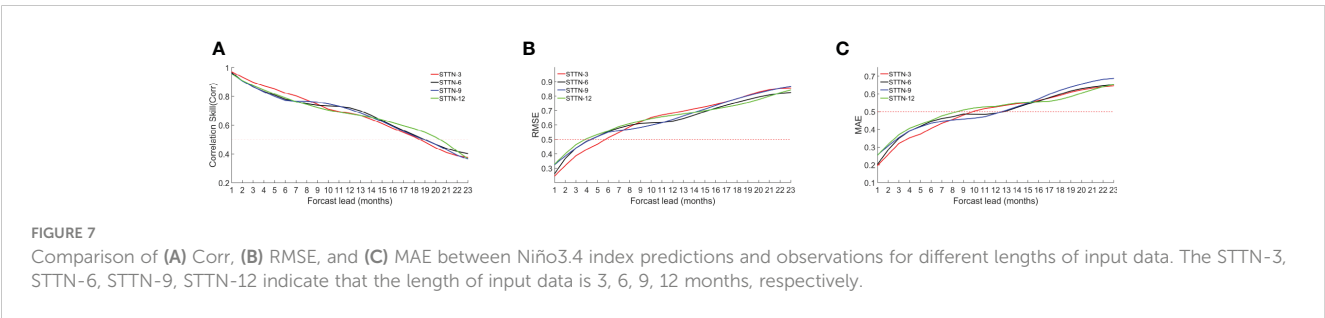 A
B
C
1
0.8
0.6
0.4
0.2
Correlation Skill(Corr)
STTN-3
STTN-6
STTN-9
STTN-12
1 2 3 4 5 6 7 8 9 10 11 12 13 14 15 16 17 18 19 20 21 22 23
Forcast lead (months)
0.9
0.8
0.7
0.6
0.5
0.4
0.3
RMSE
STTN-3
STTN-6
STTN-9
STTN-12
1 2 3 4 5 6 7 8 9 10 11 12 13 14 15 16 17 18 19 20 21 22 23
Forcast lead (months)
0.7
0.6
0.5
0.4
0.3
0.2
0.1
MAE
STTN-3
STTN-6
STTN-9
STTN-12
1 2 3 4 5 6 7 8 9 10 11 12 13 14 15 16 17 18 19 20 21 22 23
Forcast lead (months)
FIGURE 7
Comparison of (A) Corr, (B) RMSE, and (C) MAE between Niño3.4 index predictions and observations for different lengths of input data. The STTN-3,
STTN-6, STTN-9, STTN-12 indicate that the length of input data is 3, 6, 9, 12 months, respectively.